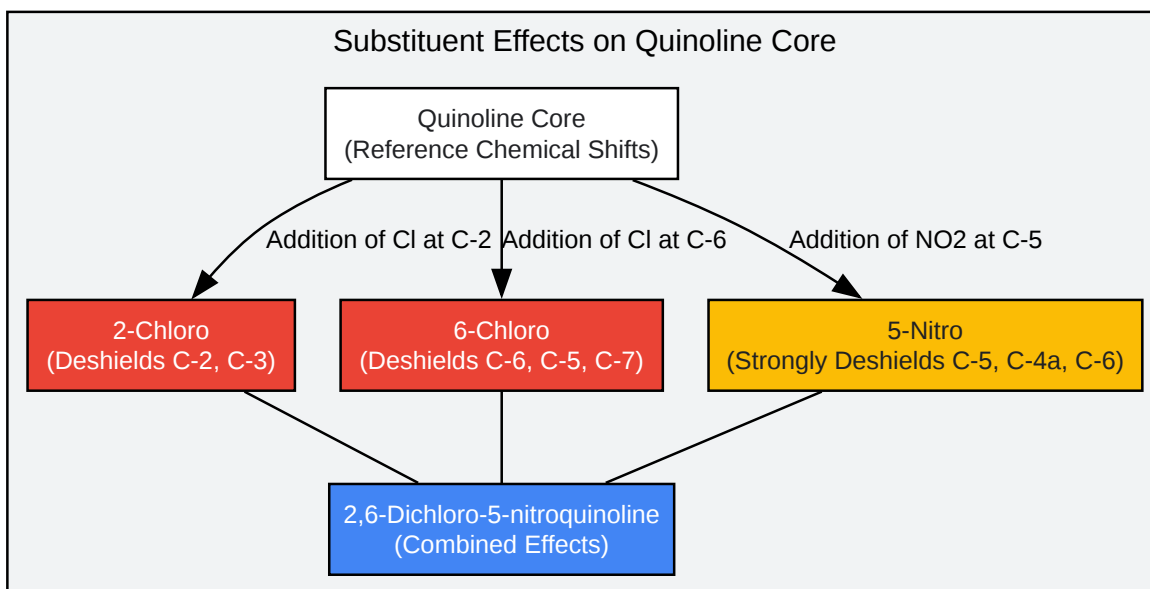 Substituent Effects on Quinoline Core
Quinoline Core
(Reference Chemical Shifts)
Addition of Cl at C-2
Addition of Cl at C-6
Addition of NO2 at C-5
2-Chloro
(Deshields C-2, C-3)
6-Chloro
(Deshields C-6, C-5, C-7)
5-Nitro
(Strongly Deshields C-5, C-4a, C-6)
2,6-Dichloro-5-nitroquinoline
(Combined Effects)